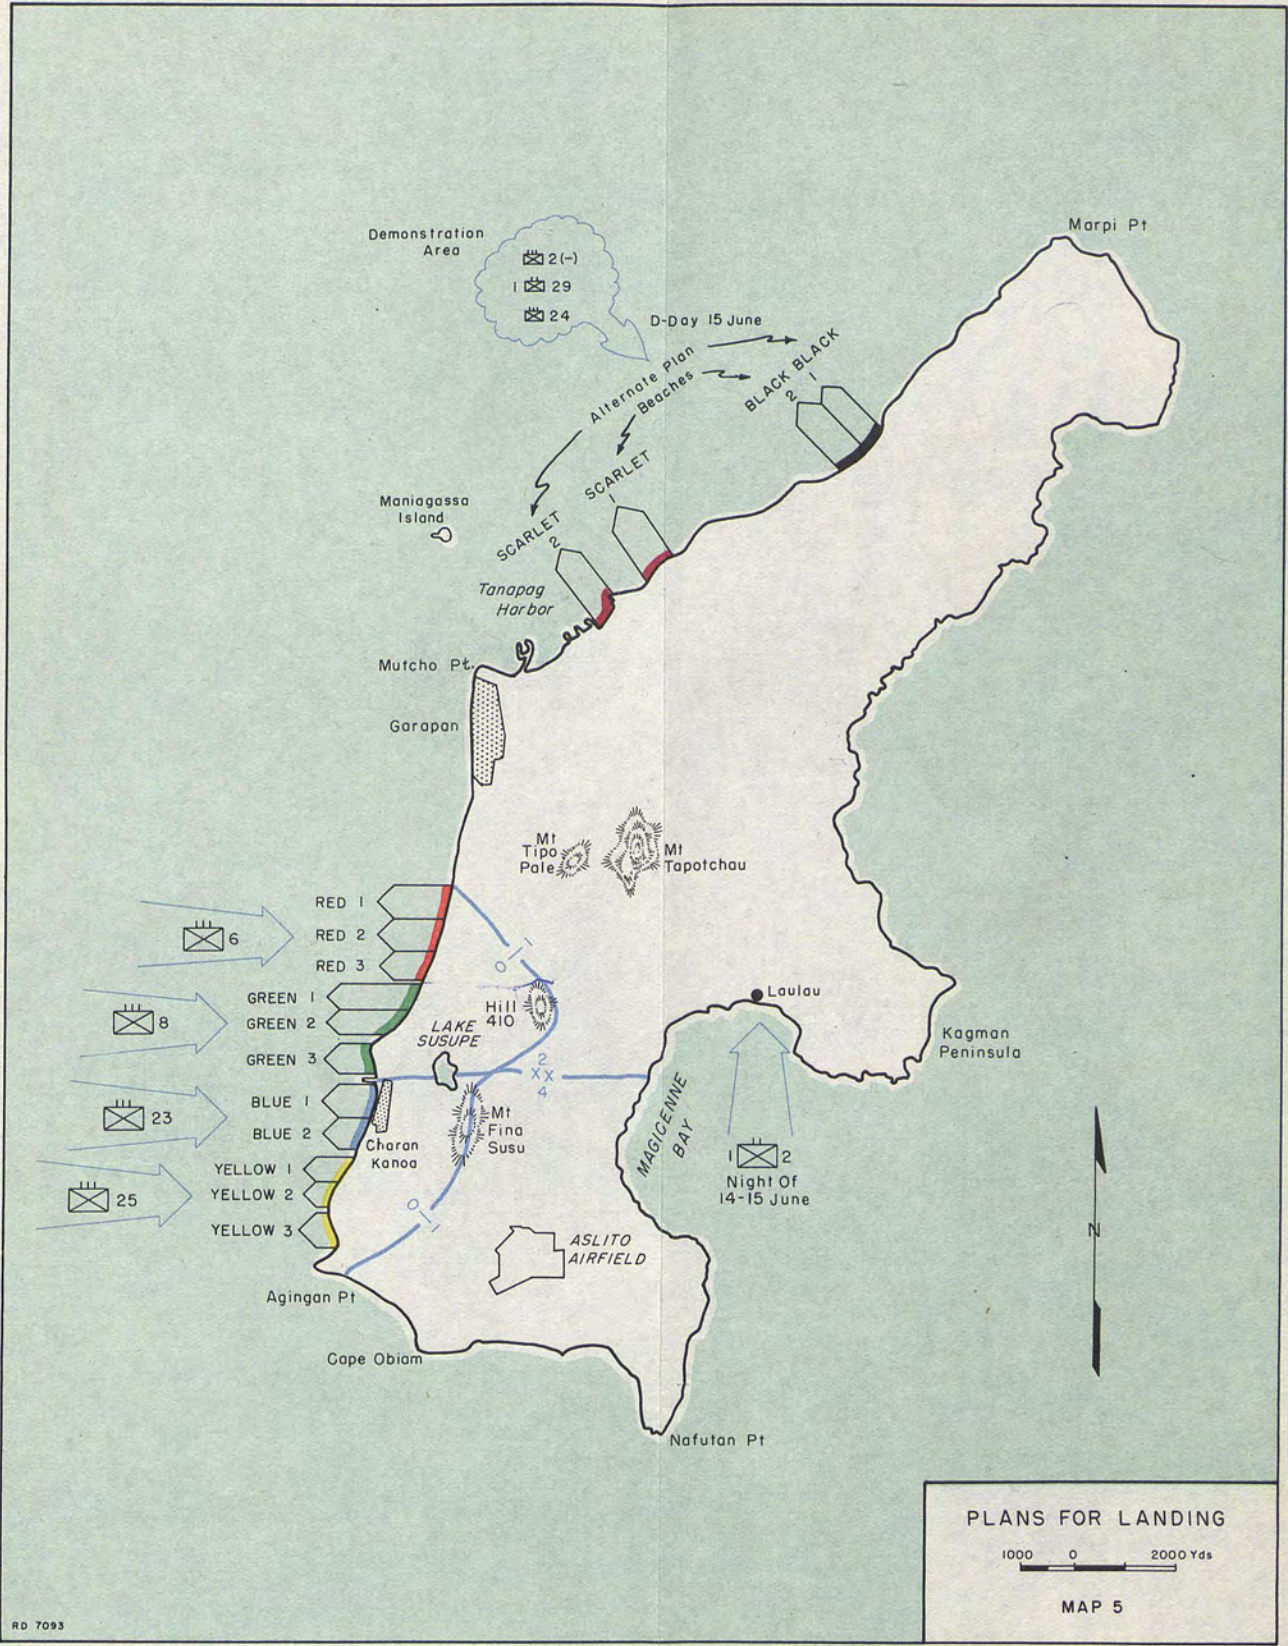 Marpi Pt
Demonstration
Area
2(-)
1 29
24
D-Day 15 June
Alternate Plan
Beaches
BLACK 1
BLACK 2
SCARLET 1
SCARLET 2
Maniagassa
Island
Tanapag
Harbor
Mutcho Pt.
Garapan
Mt
Tipo
Pale
Mt
Tapotchau
RED 1
RED 2
RED 3
6
GREEN 1
GREEN 2
GREEN 3
8
O-1
Hill
410
LAKE
SUSUPE
Laulau
Kagman
Peninsula
2
XX
4
BLUE 1
BLUE 2
23
Charan
Kanoa
Mt
Fina
Susu
MAGICENNE
BAY
1 2
Night Of
14-15 June
YELLOW 1
YELLOW 2
YELLOW 3
25
O-1
ASLITO
AIRFIELD
N
Agingan Pt
Cape Obiam
Nafutan Pt
PLANS FOR LANDING
1000 0 2000 Yds
MAP 5
RD 7093